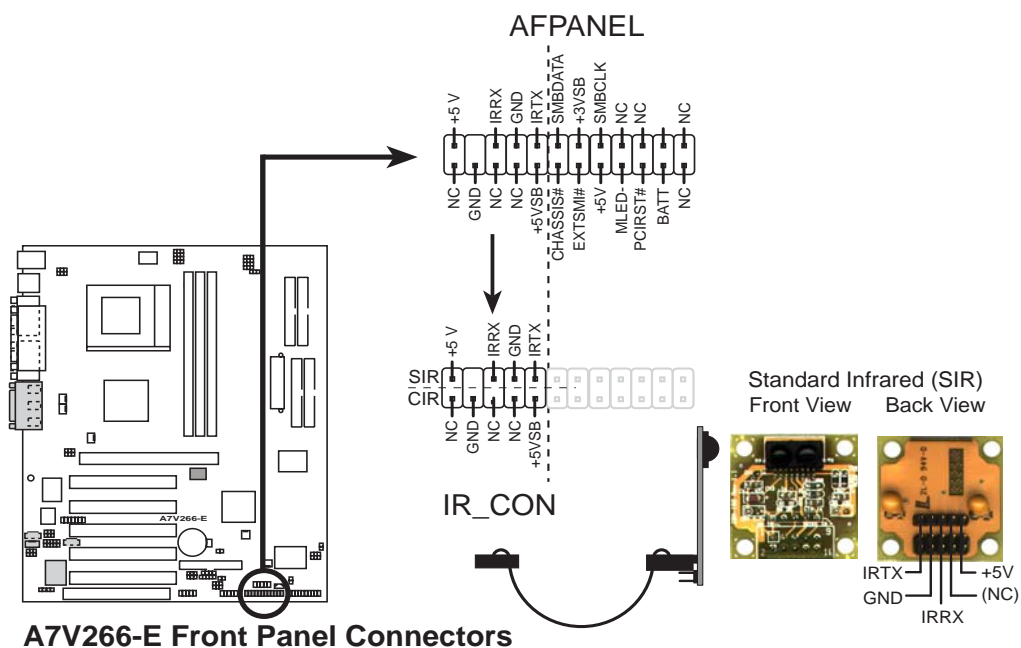 AFPANEL
+5 V
IRRX
GND
IRTX
SMBDATA
+3VSB
SMBCLK
NC
NC
NC
NC
GND
NC
NC
+5VSB
CHASSIS#
EXTSMI#
+5V
MLED-
PCIRST#
BATT
NC
+5 V
IRRX
GND
IRTX
SIR
CIR
NC
GND
NC
NC
+5VSB
IR_CON
Standard Infrared (SIR)
Front View Back View
A7V266-E
IRTX
GND
IRRX
+5V
(NC)
A7V266-E Front Panel Connectors